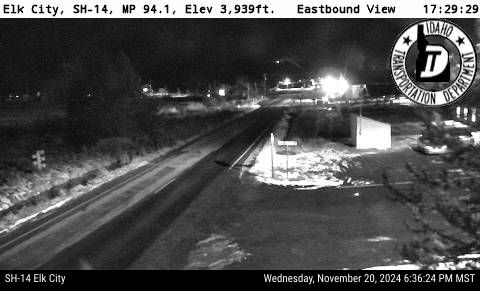 Elk City, SH-14, MP 94.1, Elev 3,939ft. Eastbound View 17:29:29
IDAHO
TRANSPORTATION DEPARTMENT
SH-14 Elk City Wednesday, November 20, 2024 6:36:24 PM MST